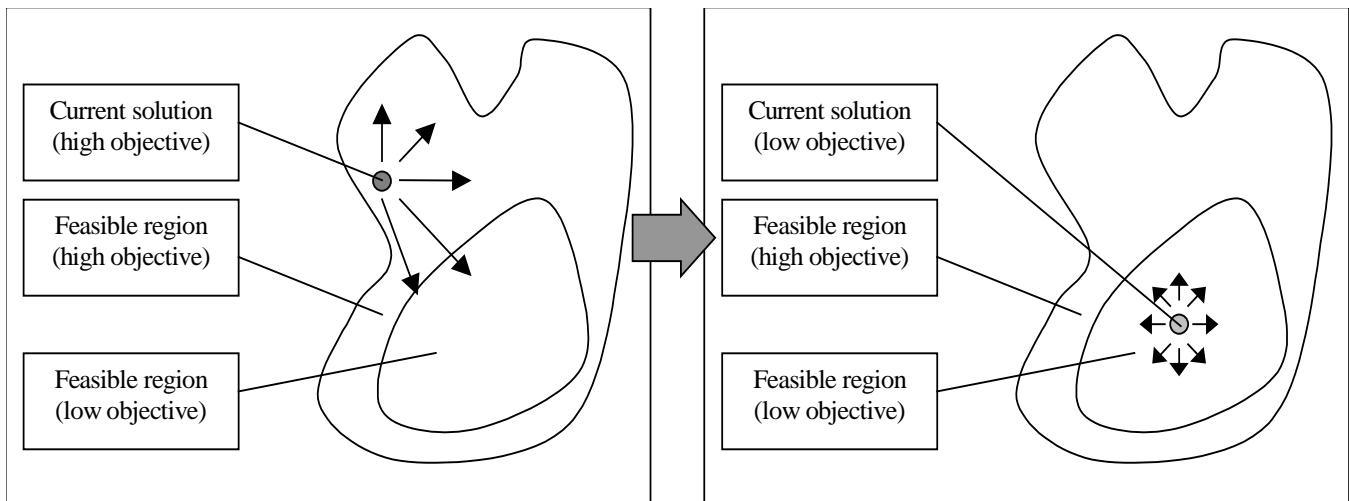 Current solution
(high objective)
Feasible region
(high objective)
Feasible region
(low objective)
Current solution
(low objective)
Feasible region
(high objective)
Feasible region
(low objective)